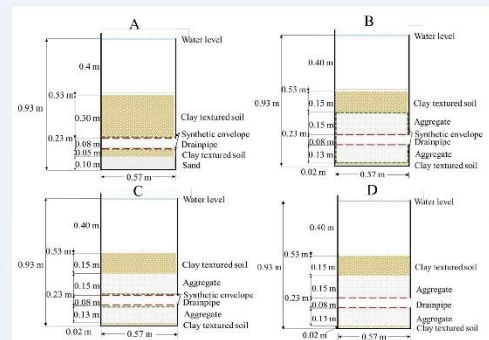 A
Water level
0.4 m
0.93 m
0.53 m
0.30 m
Clay textured soil
0.23 m
Synthetic envelope
0.08 m
Drainpipe
0.05 m
Clay textured soil
0.10 m
Sand
0.57 m
B
Water level
0.40 m
0.93 m
0.53 m
0.15 m
Clay textured soil
0.15 m
Aggregate
0.23 m
Synthetic envelope
0.08 m
Drainpipe
0.13 m
Aggregate
Clay textured soil
0.02 m
0.57 m
C
Water level
0.40 m
0.93 m
0.53 m
0.15 m
Clay textured soil
0.15 m
Aggregate
0.23 m
Synthetic envelope
0.08 m
Drainpipe
0.13 m
Aggregate
Clay textured soil
0.02 m
0.57 m
D
Water level
0.40 m
0.93 m
0.53 m
0.15 m
Clay textured soil
0.15 m
Aggregate
0.23 m
0.08 m
Drainpipe
0.13 m
Aggregate
Clay textured soil
0.02 m
0.57 m